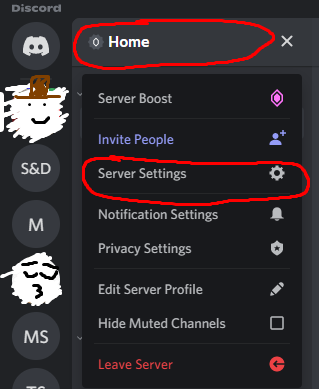 Discord
Home
Server Boost
Invite People
S&D
Server Settings
M
Notification Settings
Privacy Settings
Edit Server Profile
MS
Hide Muted Channels
Leave Server